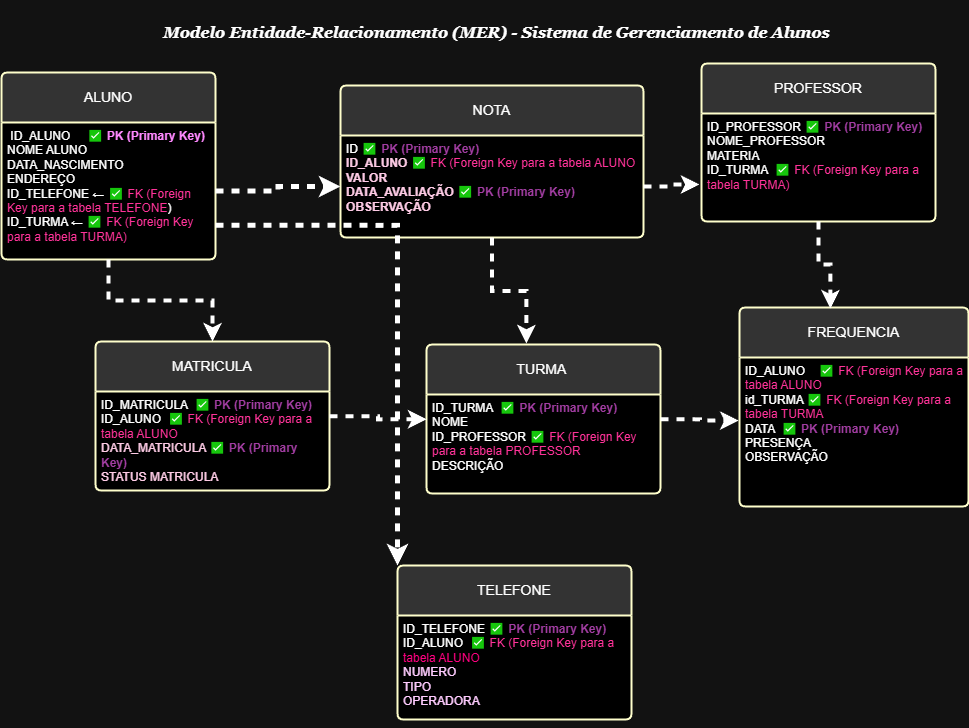 Modelo Entidade-Relacionamento (MER) - Sistema de Gerenciamento de Alunos
ALUNO
ID_ALUNO ✅ PK (Primary Key)
NOME ALUNO
DATA_NASCIMENTO
ENDEREÇO
ID_TELEFONE ← ✅ FK (Foreign
Key para a tabela TELEFONE)
ID_TURMA ← ✅ FK (Foreign Key
para a tabela TURMA)
NOTA
ID ✅ PK (Primary Key)
ID_ALUNO ✅ FK (Foreign Key para a tabela ALUNO
VALOR
DATA_AVALIAÇÃO ✅ PK (Primary Key)
OBSERVAÇÃO
PROFESSOR
ID_PROFESSOR ✅ PK (Primary Key)
NOME_PROFESSOR
MATERIA
ID_TURMA ✅ FK (Foreign Key para a
tabela TURMA)
MATRICULA
ID_MATRICULA ✅ PK (Primary Key)
ID_ALUNO ✅ FK (Foreign Key para a
tabela ALUNO
DATA_MATRICULA ✅ PK (Primary
Key)
STATUS MATRICULA
TURMA
ID_TURMA ✅ PK (Primary Key)
NOME
ID_PROFESSOR ✅ FK (Foreign Key
para a tabela PROFESSOR
DESCRIÇÃO
FREQUENCIA
ID_ALUNO ✅ FK (Foreign Key para a
tabela ALUNO
id_TURMA ✅ FK (Foreign Key para a
tabela TURMA
DATA ✅ PK (Primary Key)
PRESENÇA
OBSERVAÇÃO
TELEFONE
ID_TELEFONE ✅ PK (Primary Key)
ID_ALUNO ✅ FK (Foreign Key para a
tabela ALUNO
NUMERO
TIPO
OPERADORA